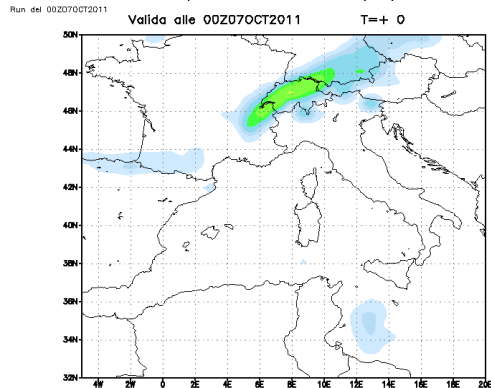 Run del 00Z07OCT2011
Valida alle 00Z07OCT2011 T=+ 0
50N
48N
46N
44N
42N
40N
38N
36N
34N
32N
4W 2W 0 2E 4E 6E 8E 10E 12E 14E 16E 18E 20E